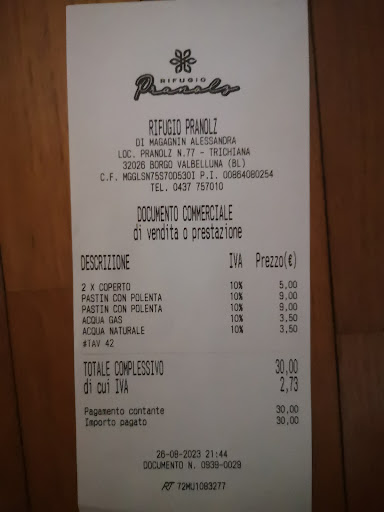 RIFUGIO
Pranolz
RIFUGIO PRANOLZ
DI MAGAGNIN ALESSANDRA
LOC. PRANOLZ N.77 - TRICHIANA
32026 BORGO VALBELLUNA (BL)
C.F. MGGLSN75S70D530I P.I. 00864080254
TEL. 0437 757010
DOCUMENTO COMMERCIALE
di vendita o prestazione
DESCRIZIONE IVA Prezzo(€)
2 X COPERTO 10% 5,00
PASTIN CON POLENTA 10% 9,00
PASTIN CON POLENTA 10% 9,00
ACQUA GAS 10% 3,50
ACQUA NATURALE 10% 3,50
#TAV 42
TOTALE COMPLESSIVO 30,00
di cui IVA 2,73
Pagamento contante 30,00
Importo pagato 30,00
26-08-2023 21:44
DOCUMENTO N. 0939-0029
RT 72MU1083277